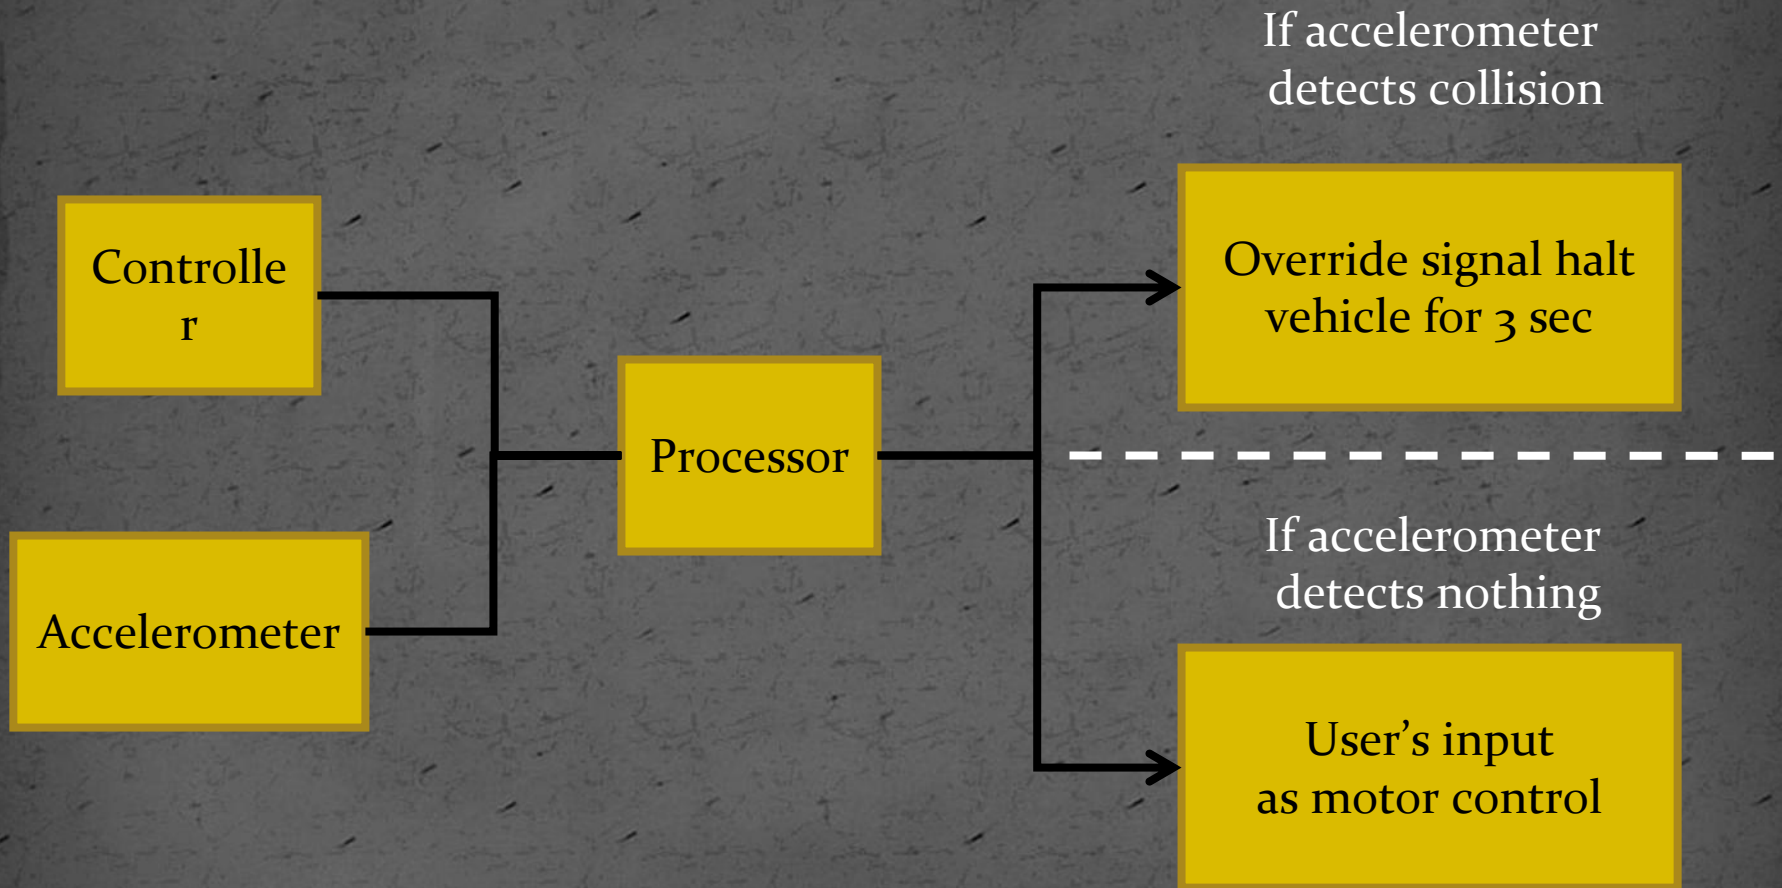 If accelerometer
detects collision
Controlle
r
Override signal halt
vehicle for 3 sec
Processor
Accelerometer
If accelerometer
detects nothing
User’s input
as motor control